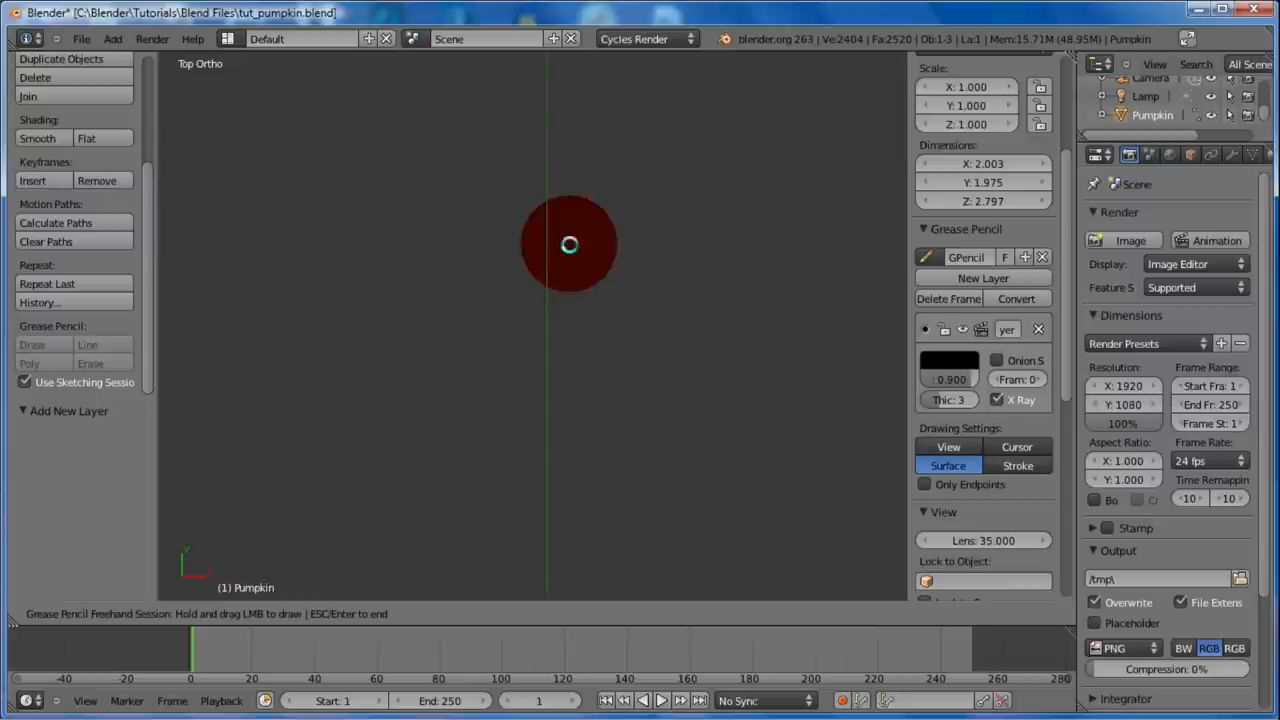 Blender* [C:\Blender\Tutorials\Blend Files\tut_pumpkin.blend]
File Add Render Help Default Scene Cycles Render blender.org 263 | Ve:2404 | Fa:2520 | Ob:1-3 | La:1 | Mem:15.71M (48.95M) | Pumpkin
Duplicate Objects
Delete
Join
Shading:
Smooth Flat
Keyframes:
Insert Remove
Motion Paths:
Calculate Paths
Clear Paths
Repeat:
Repeat Last
History...
Grease Pencil:
Draw Line
Poly Erase
Use Sketching Sessio
Add New Layer
Top Ortho
Y
(1) Pumpkin
Grease Pencil Freehand Session: Hold and drag LMB to draw | ESC/Enter to end
Scale:
X: 1.000
Y: 1.000
Z: 1.000
Dimensions:
X: 2.003
Y: 1.975
Z: 2.797
Grease Pencil
GPencil F
New Layer
Delete Frame Convert
yer
Onion S
: 0.900 Fram: 0
Thic: 3 X Ray
Drawing Settings:
View Cursor
Surface Stroke
Only Endpoints
View
Lens: 35.000
Lock to Object:
View Search All Scene
Camera
Lamp
Pumpkin
Scene
Render
Image Animation
Display: Image Editor
Feature S Supported
Dimensions
Render Presets
Resolution: Frame Range:
X: 1920 Start Fra: 1
Y: 1080 End Fr: 250
100% Frame St: 1
Aspect Ratio: Frame Rate:
X: 1.000 24 fps
Y: 1.000 Time Remappin
Bo Cr 10 10
Stamp
Output
/tmp\
Overwrite File Extens
Placeholder
PNG BW RGB RGB
Compression: 0%
Integrator
-40 -20 0 20 40 60 80 100 120 140 160 180 200 220 240 260 280
View Marker Frame Playback Start: 1 End: 250 1 No Sync